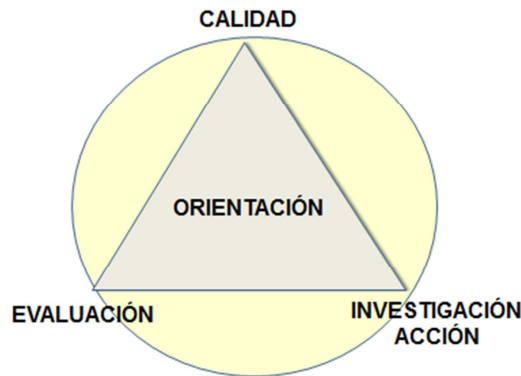 CALIDAD
ORIENTACIÓN
EVALUACIÓN
INVESTIGACIÓN
ACCIÓN